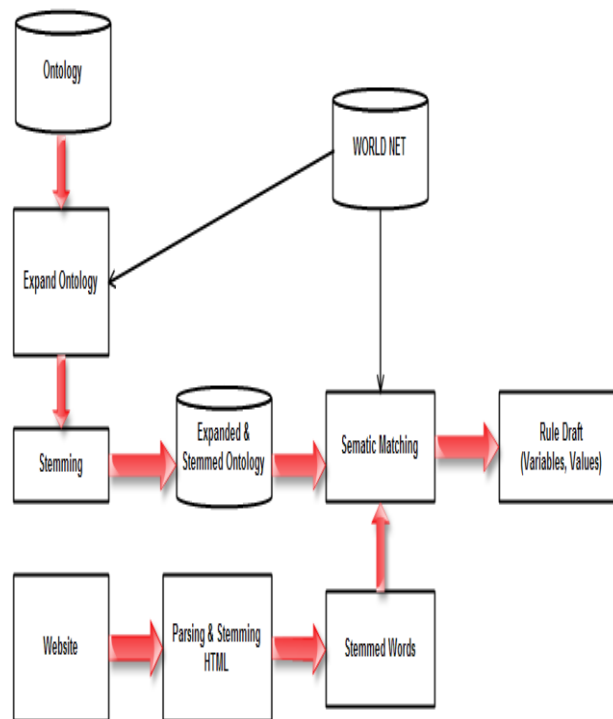 Ontology
WORLD NET
Expand Ontology
Stemming
Expanded &
Stemmed Ontology
Sematic Matching
Rule Draft
(Variables, Values)
Website
Parsing & Stemming
HTML
Stemmed Words